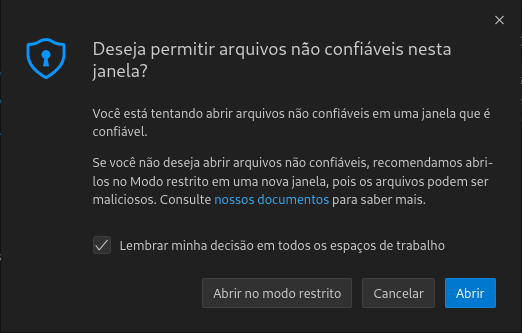 Deseja permitir arquivos não confiáveis nesta
janela?
Você está tentando abrir arquivos não confiáveis em uma janela que é
confiável.
Se você não deseja abrir arquivos não confiáveis, recomendamos abri-
los no Modo restrito em uma nova janela, pois os arquivos podem ser
maliciosos. Consulte nossos documentos para saber mais.
Lembrar minha decisão em todos os espaços de trabalho
Abrir no modo restrito
Cancelar
Abrir